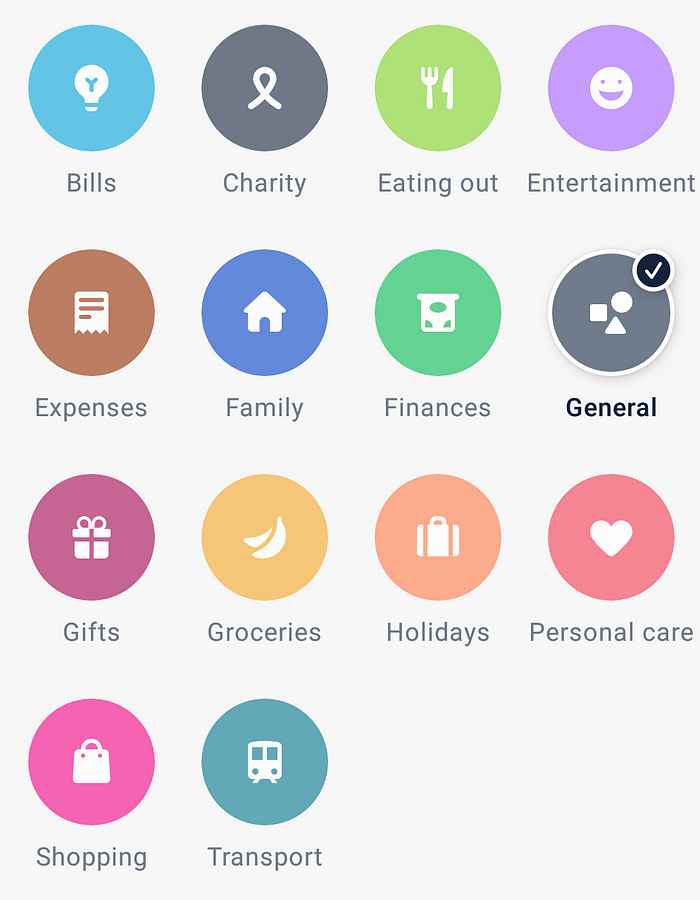 Bills
Charity
Eating out
Entertainment
Expenses
Family
Finances
General
Gifts
Groceries
Holidays
Personal care
Shopping
Transport